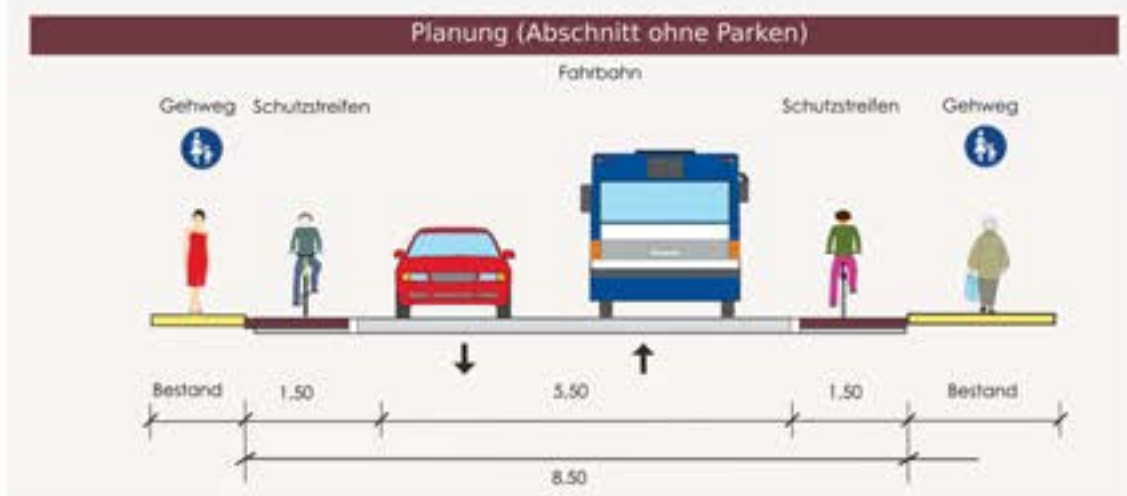 Planung (Abschnitt ohne Parken)
Fahrbahn
Gehweg Schutzstreifen Schutzstreifen Gehweg
Bestand 1,50 5,50 1,50 Bestand
8,50